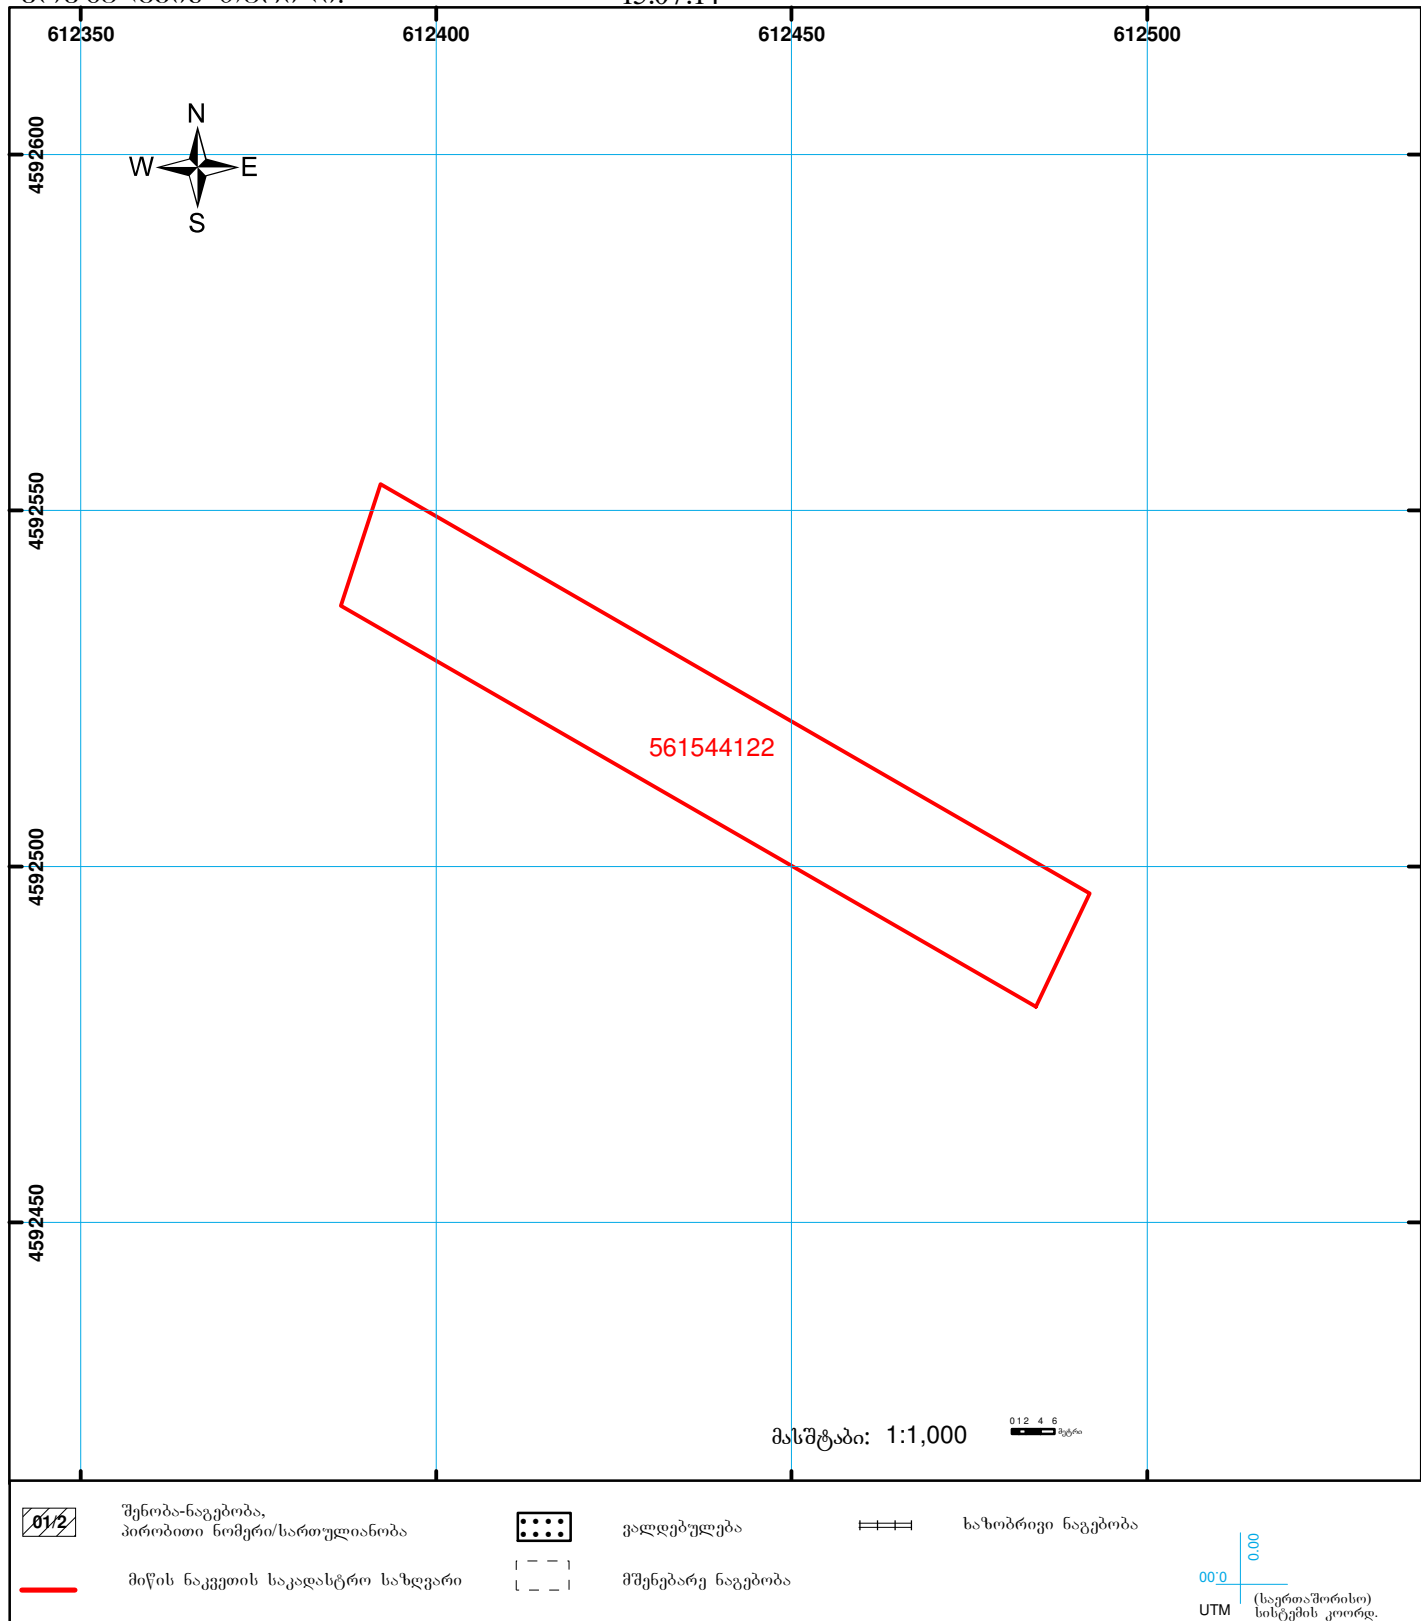 612350 612400 612450 612500
4592600
4592550
4592500
4592450
N
W E
S
561544122
მასშტაბი: 1:1,000
0 1 2 4 6
მეტრი
01/2
შენობა-ნაგებობა,
პირობითი ნომერი/სართულიანობა
ვალდებულება
ხაზობრივი ნაგებობა
მიწის ნაკვეთის საკადასტრო საზღვარი
მშენებარე ნაგებობა
00.0
00.0
UTM
(საერთაშორისო)
სისტემის კოორდ.